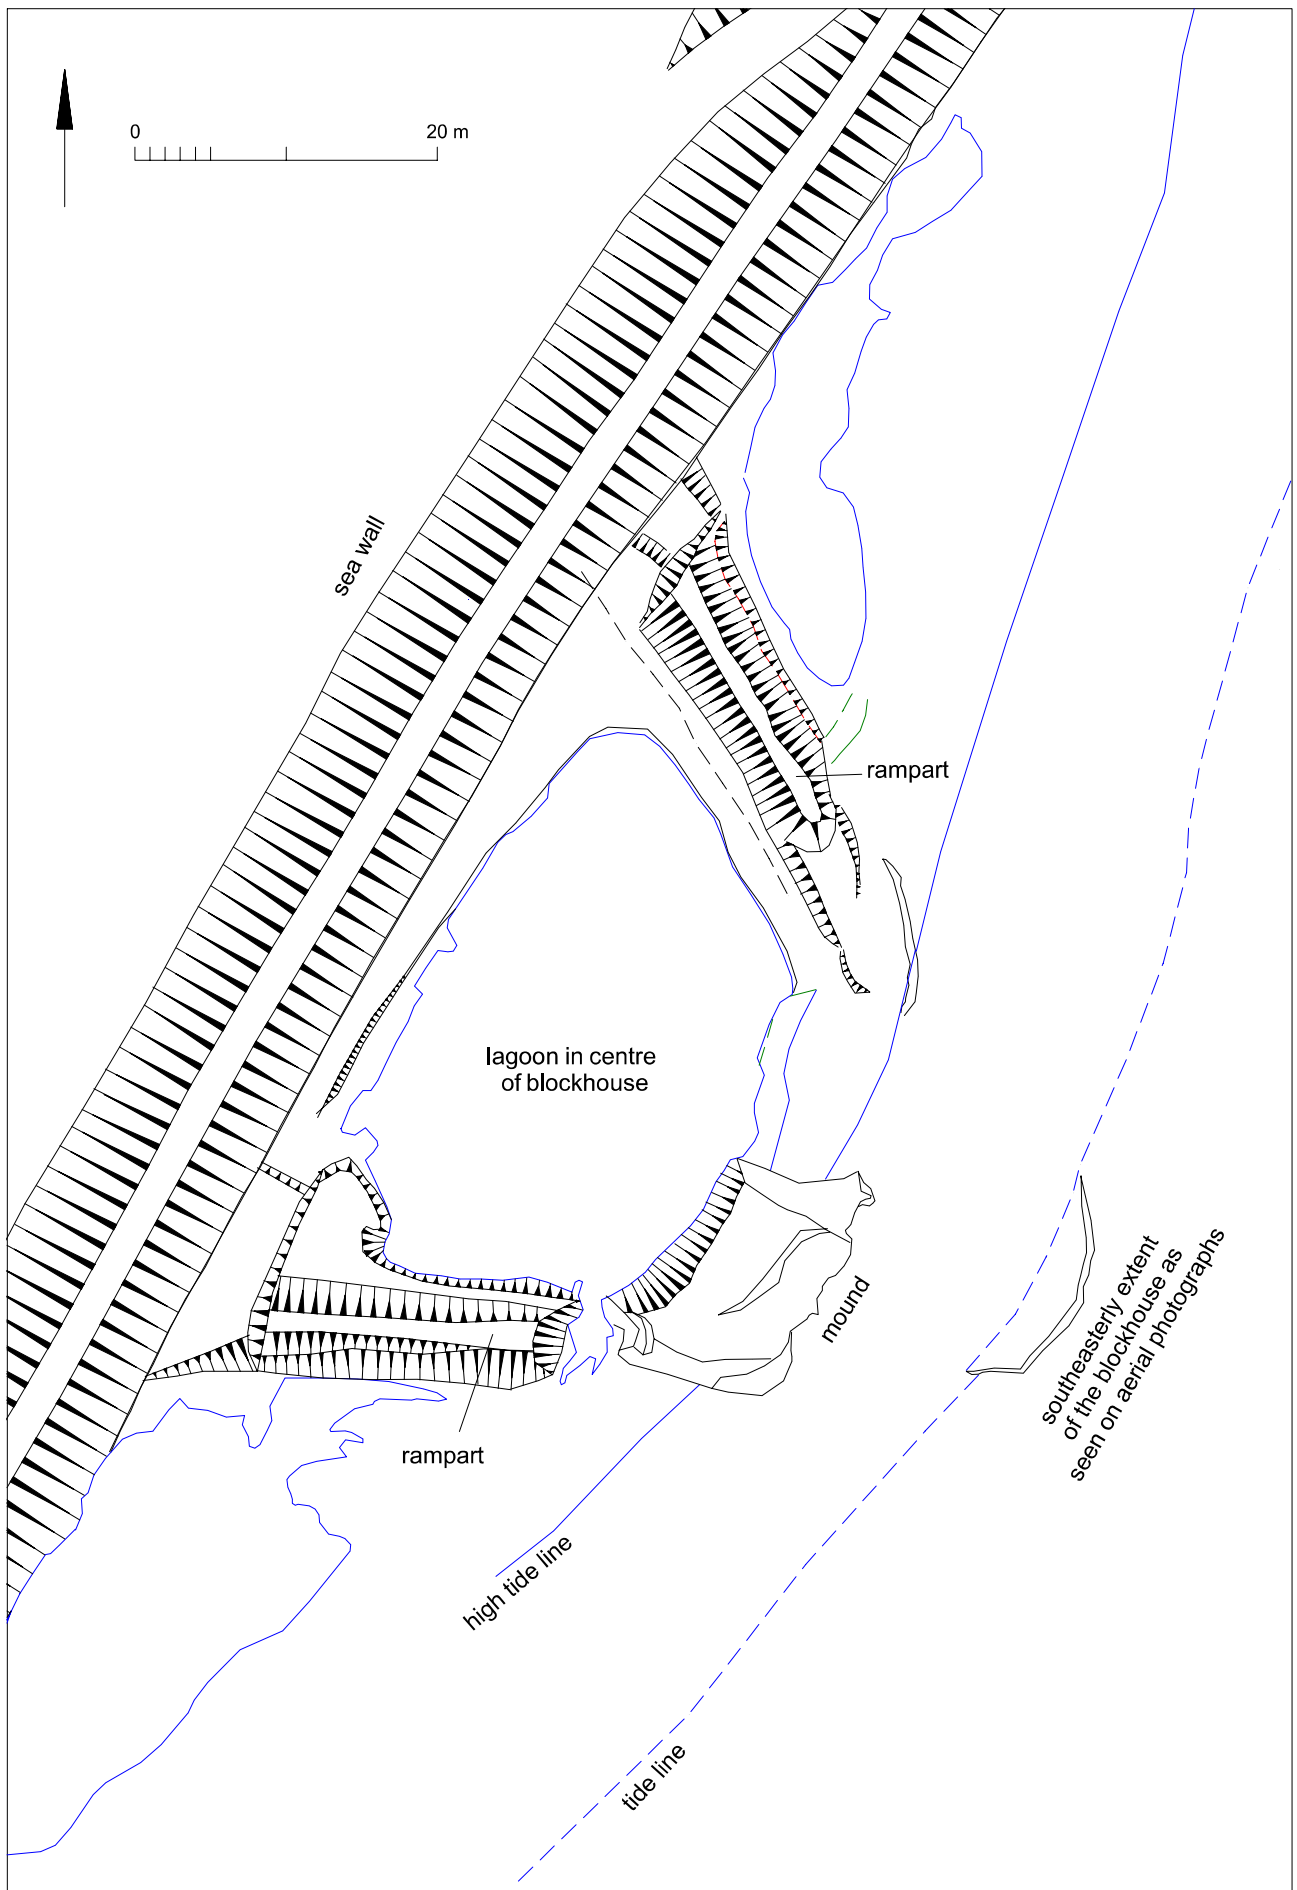 0 20 m
sea wall
rampart
lagoon in centre
of blockhouse
mound
southeasterly extent
of the blockhouse as
seen on aerial photographs
rampart
high tide line
tide line